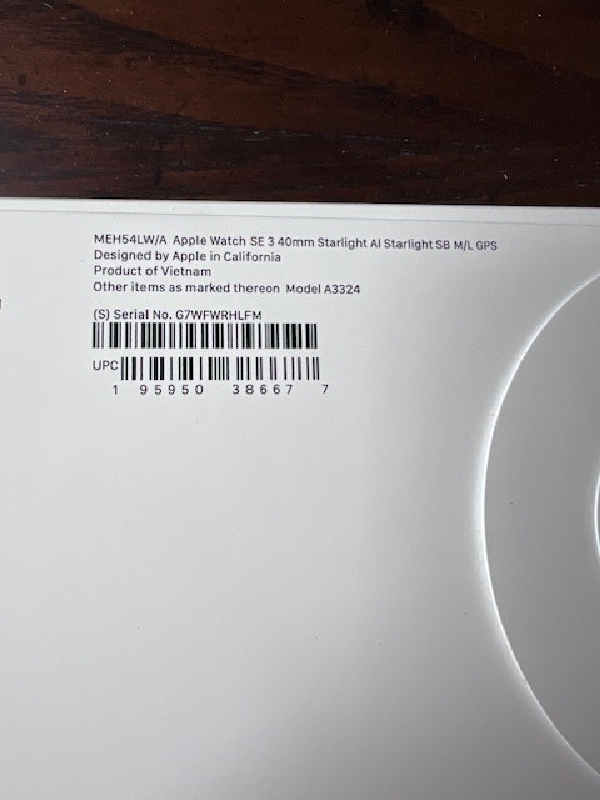 MEH54LW/A Apple Watch SE 3 40mm Starlight Al Starlight SB M/L GPS
Designed by Apple in California
Product of Vietnam
Other items as marked thereon Model A3324
(S) Serial No. G7WFWRHLFM
UPC
1 95950 38667 7